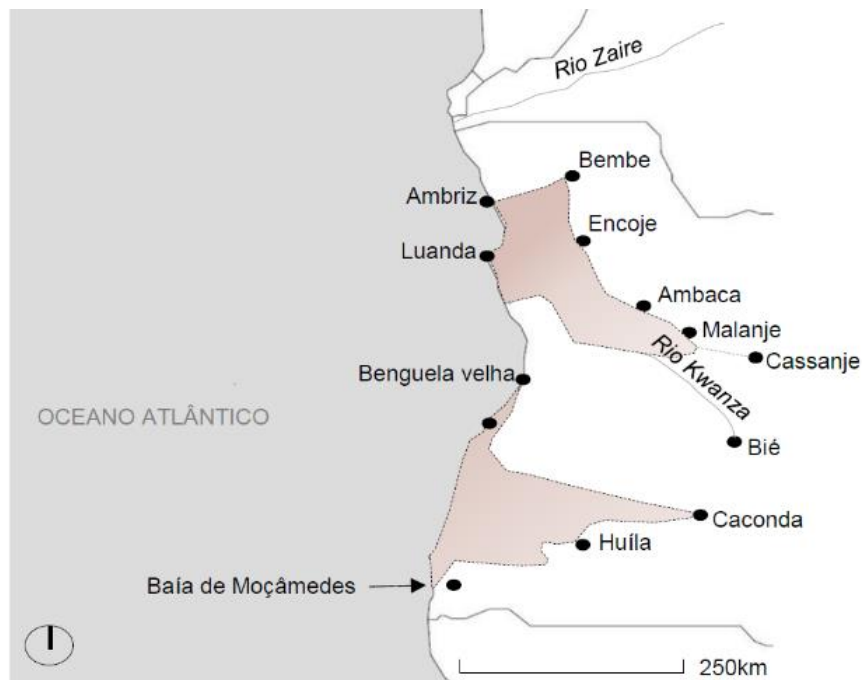 Rio Zaire
Bembe
Ambriz
Encoje
Luanda
Ambaca
Malanje
Rio Kwanza
Cassanje
Benguela velha
OCEANO ATLÂNTICO
Bié
Caconda
Huíla
Baía de Moçâmedes
250km